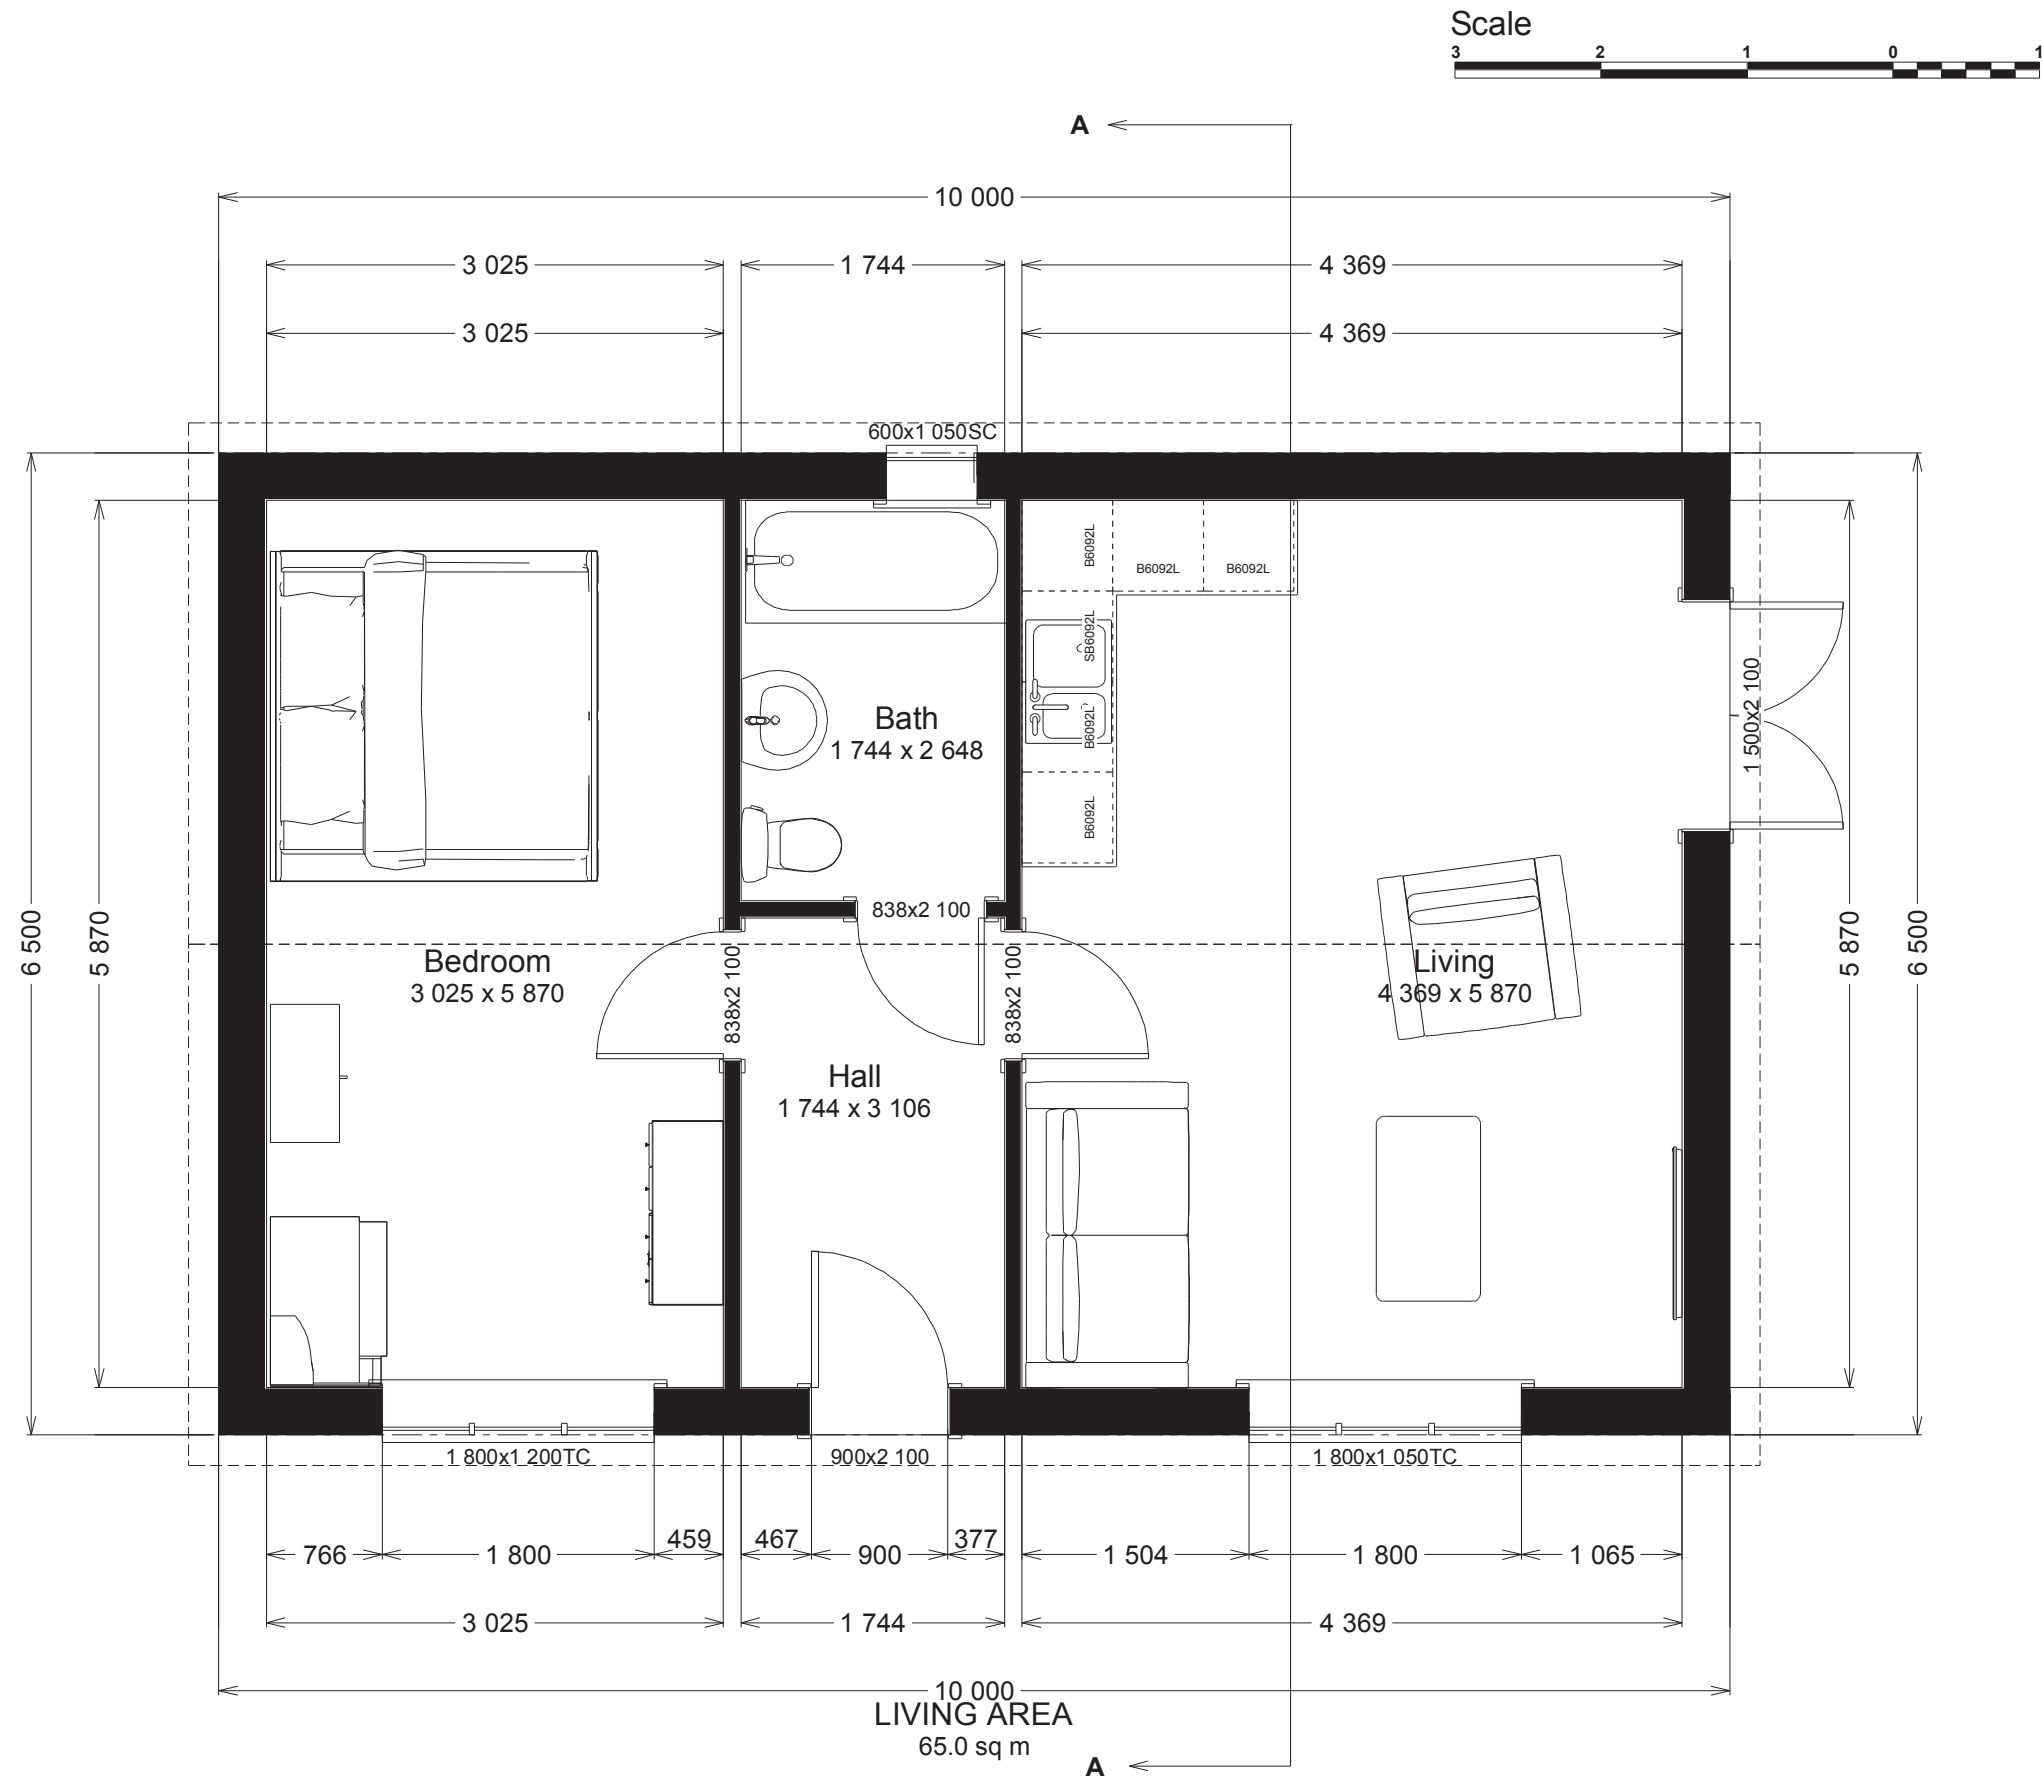 Scale
3 2 1 0 1
A
10 000
3 025 1 744 4 369
3 025 4 369
600x1 050SC
B6092L
B6092L
B6092L
SB6092L
B6092L
B6092L
1 500x2 100
Bath
1 744 x 2 648
838x2 100
6 500
5 870
Bedroom
3 025 x 5 870
838x2 100
838x2 100
Living
4 369 x 5 870
5 870
6 500
Hall
1 744 x 3 106
1 800x1 200TC
900x2 100
1 800x1 050TC
766 1 800 459 467 900 377 1 504 1 800 1 065
3 025 1 744 4 369
10 000
LIVING AREA
65.0 sq m
A